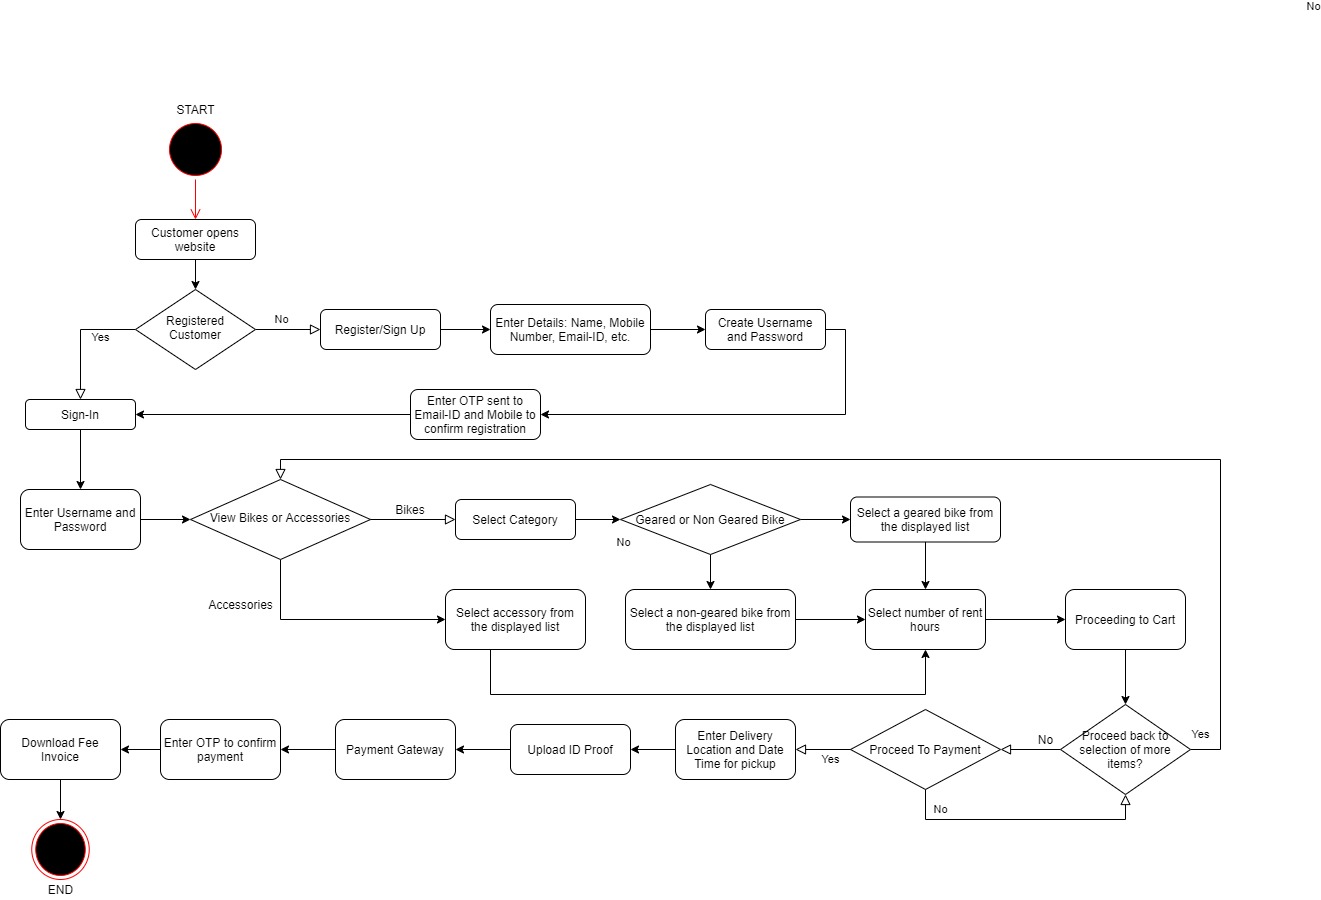 No
START
Customer opens
website
Registered
Customer
Yes
No
Register/Sign Up
Enter Details: Name, Mobile
Number, Email-ID, etc.
Create Username
and Password
Sign-In
Enter OTP sent to
Email-ID and Mobile to
confirm registration
Enter Username and
Password
View Bikes or Accessories
Bikes
Select Category
Geared or Non Geared Bike
No
Select a geared bike from
the displayed list
Accessories
Select accessory from
the displayed list
Select a non-geared bike from
the displayed list
Select number of rent
hours
Proceeding to Cart
Download Fee
Invoice
Enter OTP to confirm
payment
Payment Gateway
Upload ID Proof
Enter Delivery
Location and Date
Time for pickup
Yes
Proceed To Payment
No
No
Proceed back to
selection of more
items?
Yes
END